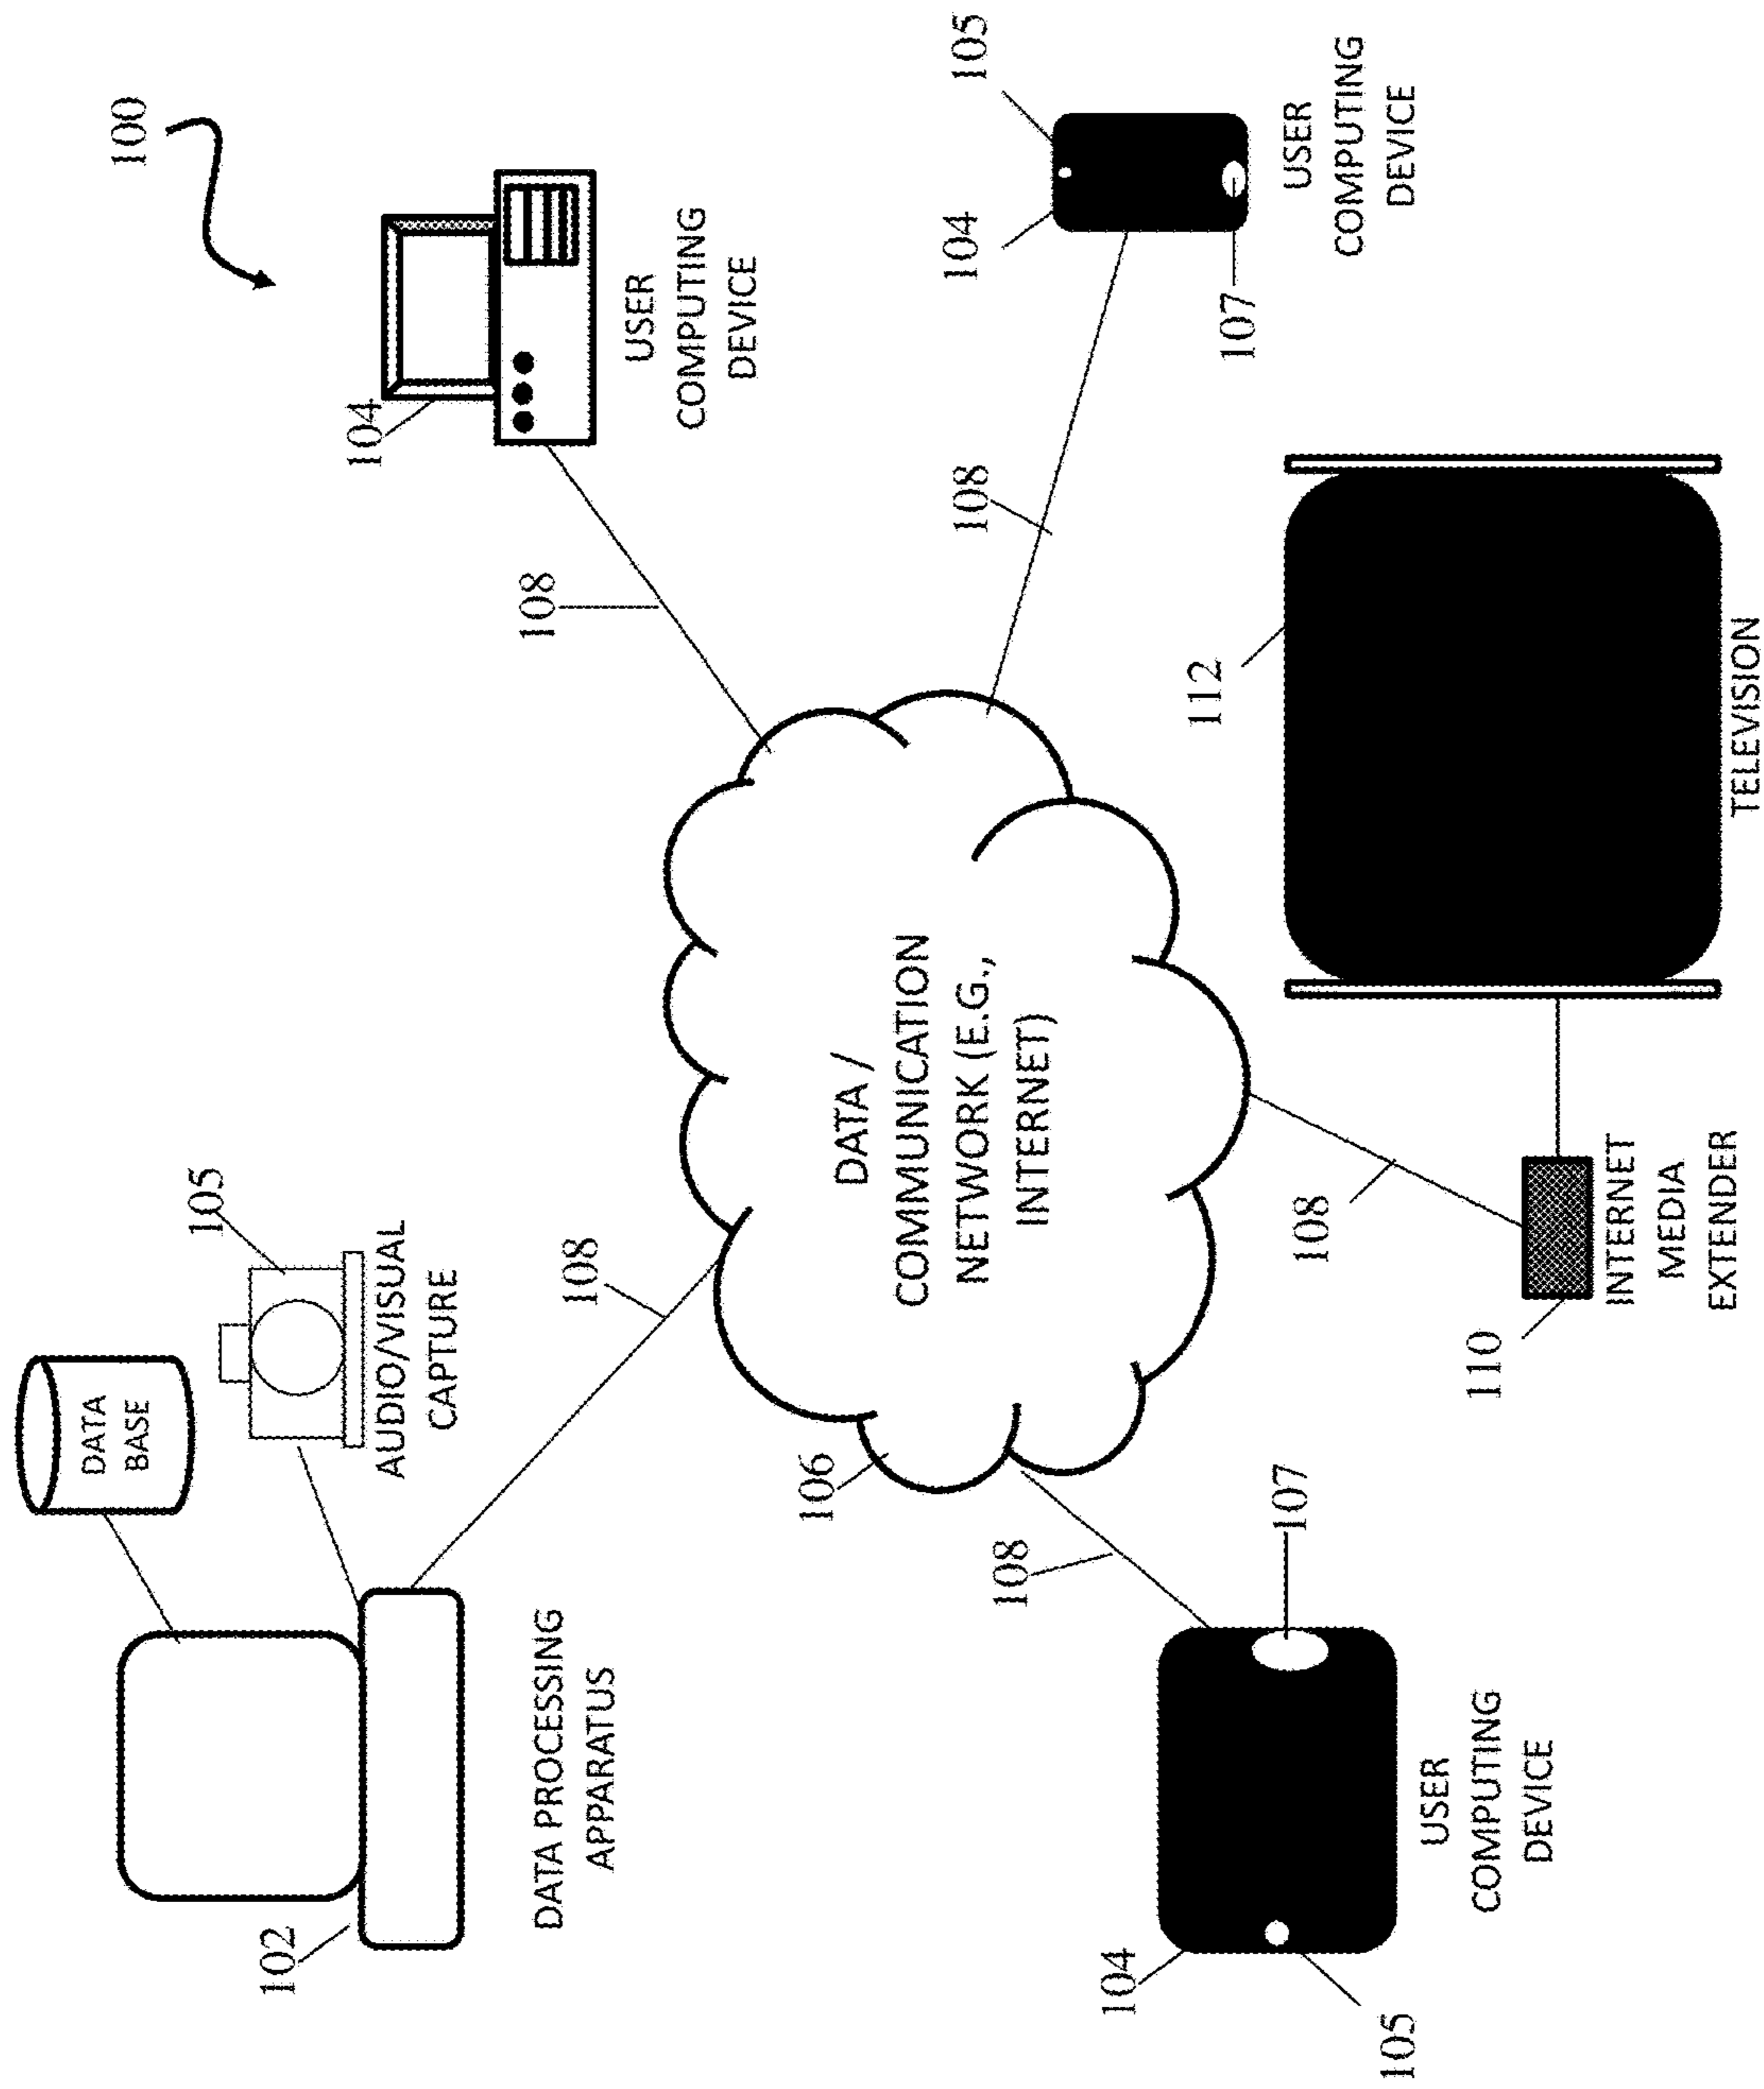 100
DATA
BASE
105
AUDIO/VISUAL
CAPTURE
102
DATA PROCESSING
APPARATUS
108
104
USER
COMPUTING
DEVICE
108
106
DATA /
COMMUNICATION
NETWORK (E.G.,
INTERNET)
108
104
105
107
USER
COMPUTING
DEVICE
108
104
105
107
USER
COMPUTING
DEVICE
108
110
INTERNET
MEDIA
EXTENDER
112
TELEVISION